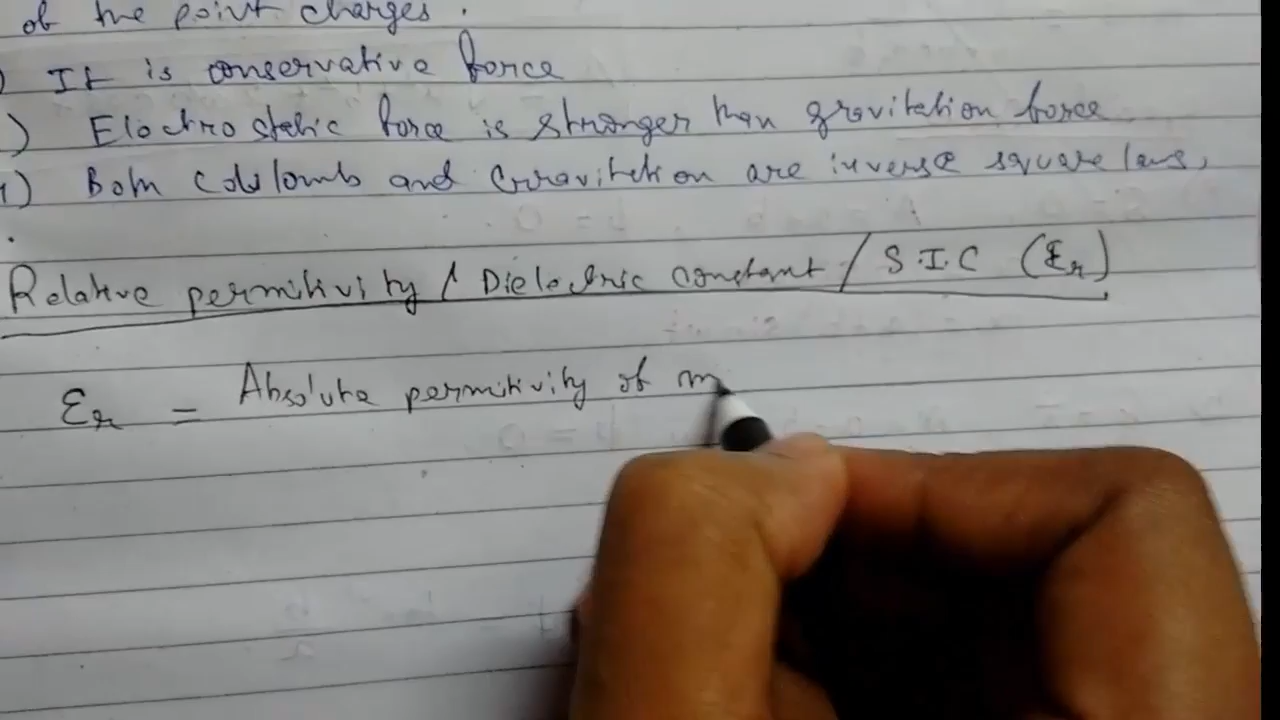 of the point charges.
) It is conservative force
) Electrostatic force is stronger than gravitation force
) Both Coulomb and Gravitation are inverse square laws,
Relative permitivity / Dielectric constant / S.I.C (εr)
εr = Absolute permitivity of m